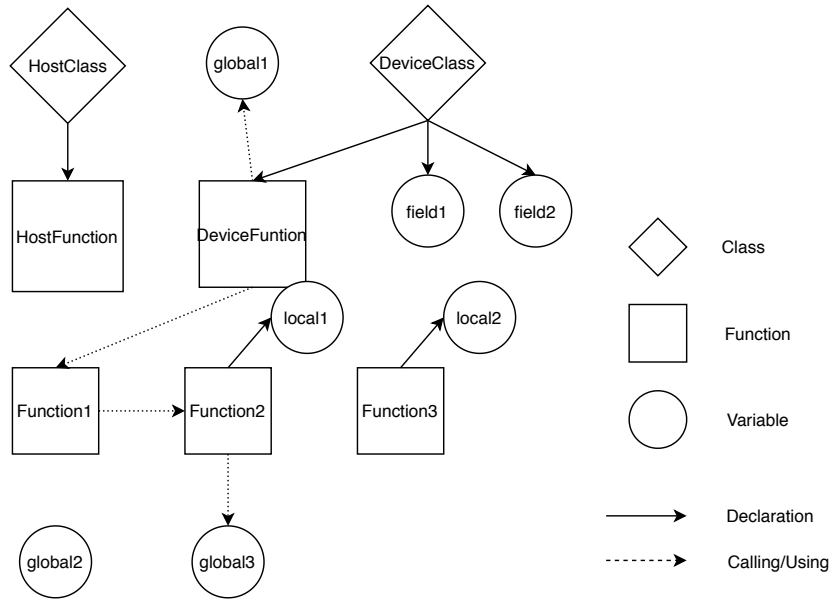 HostClass
global1
DeviceClass
HostFunction
DeviceFuntion
field1
field2
Class
local1
local2
Function
Function1
Function2
Function3
Variable
Declaration
global2
global3
Calling/Using